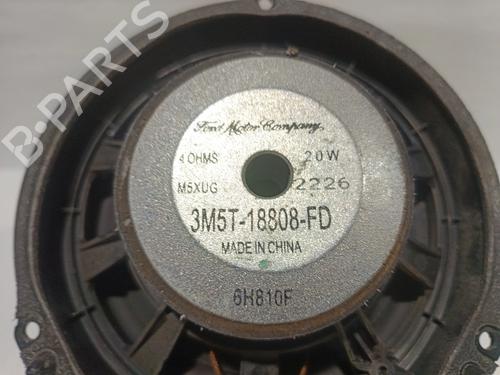 Ford Motor Company
4 OHMS 20W
M5XUG 2226
3M5T-18808-FD
MADE IN CHINA
6H810F
B-PARTS